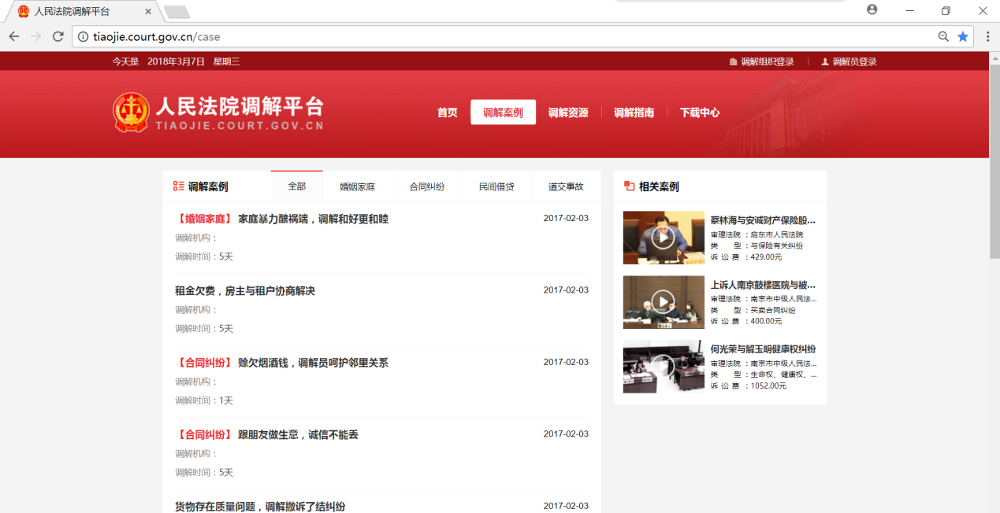 人民法院调解平台
tiaojie.court.gov.cn/case
今天是 2018年3月7日 星期三
调解组织登录 | 调解员登录
人民法院调解平台
TIAOJIE.COURT.GOV.CN
首页 调解案例 调解资源 调解指南 下载中心
调解案例 全部 婚姻家庭 合同纠纷 民间借贷 道交事故
【婚姻家庭】 家庭暴力酿祸端，调解和好更和睦 2017-02-03
调解机构：
调解时间：5天
租金欠费，房主与租户协商解决 2017-02-03
调解机构：
调解时间：5天
【合同纠纷】 赊欠烟酒钱，调解员呵护邻里关系 2017-02-03
调解机构：
调解时间：1天
【合同纠纷】 跟朋友做生意，诚信不能丢 2017-02-03
调解机构：
调解时间：5天
货物存在质量问题，调解撤诉了结纠纷 2017-02-03
相关案例
蔡林海与安诚财产保险股...
审理法院 ：启东市人民法院
类 型 ：与保险有关纠纷
诉 讼 费 ：429.00元
上诉人南京鼓楼医院与被...
审理法院 ：南京市中级人民法...
类 型 ：买卖合同纠纷
诉 讼 费 ：400.00元
何光荣与解玉明健康权纠纷
审理法院 ：南京市中级人民法...
类 型 ：生命权、健康权、...
诉 讼 费 ：1052.00元